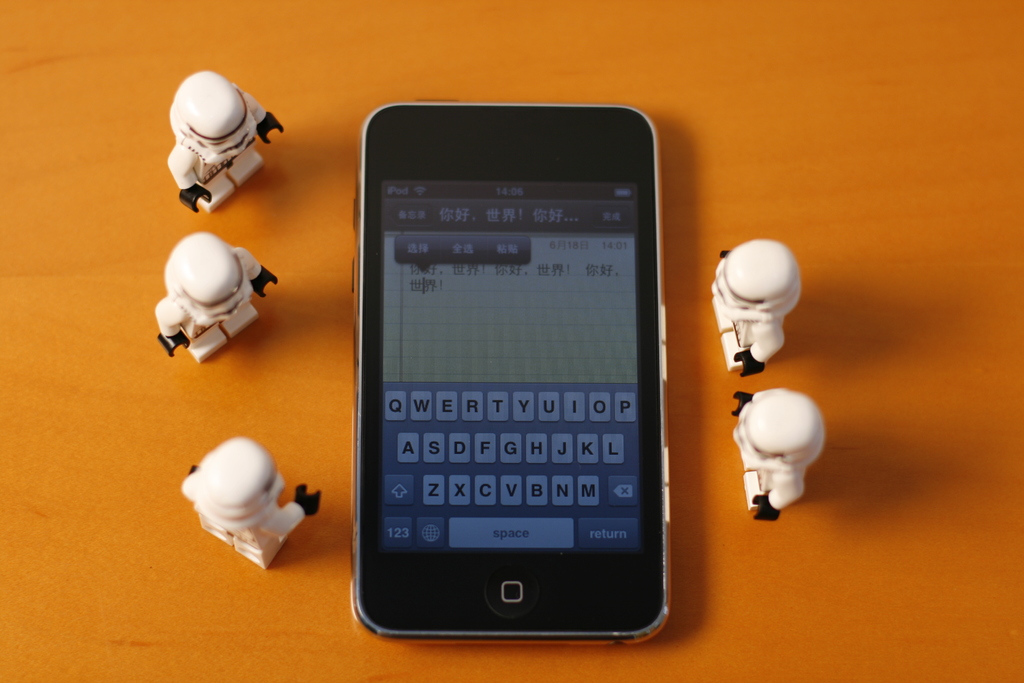 iPod 14:06
备忘录 你好，世界！你好... 完成
选择 全选 粘贴 6月18日 14:01
你好，世界！你好，世界！ 你好，
世界！
Q W E R T Y U I O P
A S D F G H J K L
Z X C V B N M
123 space return